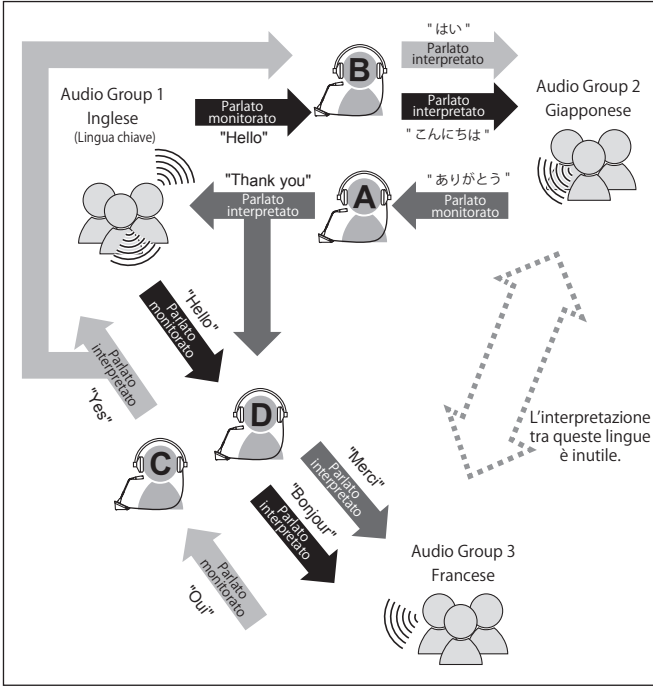 " はい "
Parlato
interpretato
B
Audio Group 1
Inglese
(Lingua chiave)
Parlato
monitorato
"Hello"
Parlato
interpretato
" こんにちは "
Audio Group 2
Giapponese
"Thank you"
Parlato
interpretato
A
" ありがとう "
Parlato
monitorato
"Hello"
Parlato
monitorato
Parlato
interpretato
"Yes"
D
C
L'interpretazione
tra queste lingue
è inutile.
"Merci"
Parlato
interpretato
"Bonjour"
Parlato
interpretato
Parlato
monitorato
"Oui"
Audio Group 3
Francese